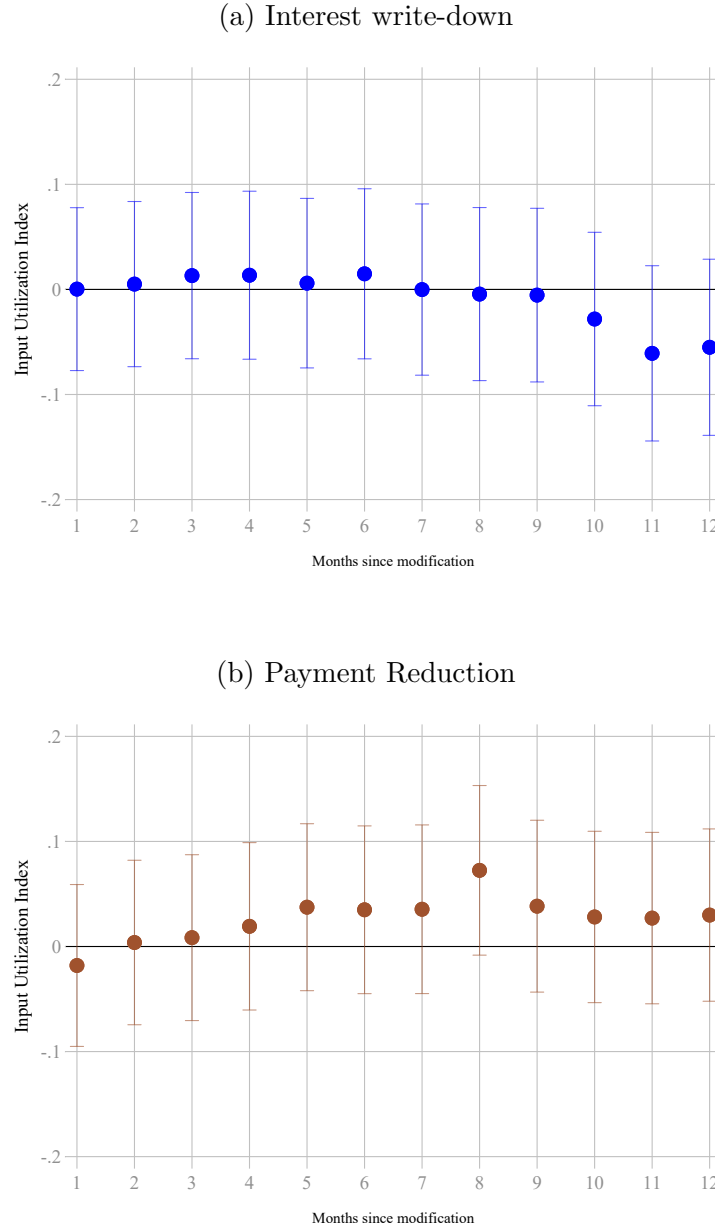 (a) Interest write-down
.2
.1
0
-.1
-.2
Input Utilization Index
1 2 3 4 5 6 7 8 9 10 11 12
Months since modification
(b) Payment Reduction
.2
.1
0
-.1
-.2
Input Utilization Index
1 2 3 4 5 6 7 8 9 10 11 12
Months since modification